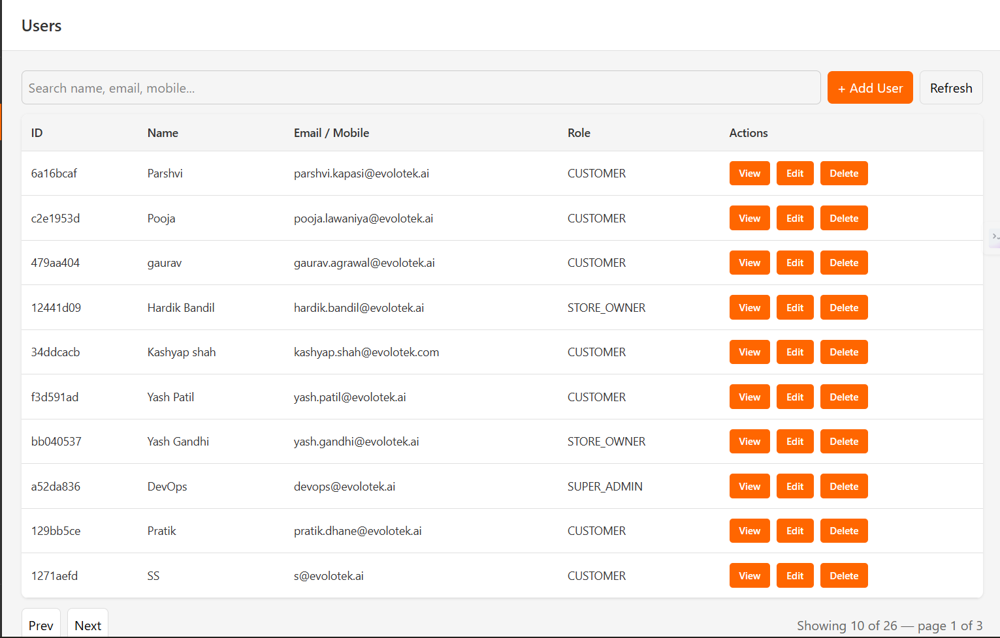 Users
Search name, email, mobile...
+ Add User
Refresh
ID Name Email / Mobile Role Actions
6a16bcaf Parshvi parshvi.kapasi@evolotek.ai CUSTOMER View Edit Delete
c2e1953d Pooja pooja.lawaniya@evolotek.ai CUSTOMER View Edit Delete
479aa404 gaurav gaurav.agrawal@evolotek.ai CUSTOMER View Edit Delete
12441d09 Hardik Bandil hardik.bandil@evolotek.ai STORE_OWNER View Edit Delete
34ddcacb Kashyap shah kashyap.shah@evolotek.com CUSTOMER View Edit Delete
f3d591ad Yash Patil yash.patil@evolotek.ai CUSTOMER View Edit Delete
bb040537 Yash Gandhi yash.gandhi@evolotek.ai STORE_OWNER View Edit Delete
a52da836 DevOps devops@evolotek.ai SUPER_ADMIN View Edit Delete
129bb5ce Pratik pratik.dhane@evolotek.ai CUSTOMER View Edit Delete
1271aefd SS s@evolotek.ai CUSTOMER View Edit Delete
Prev Next Showing 10 of 26 — page 1 of 3